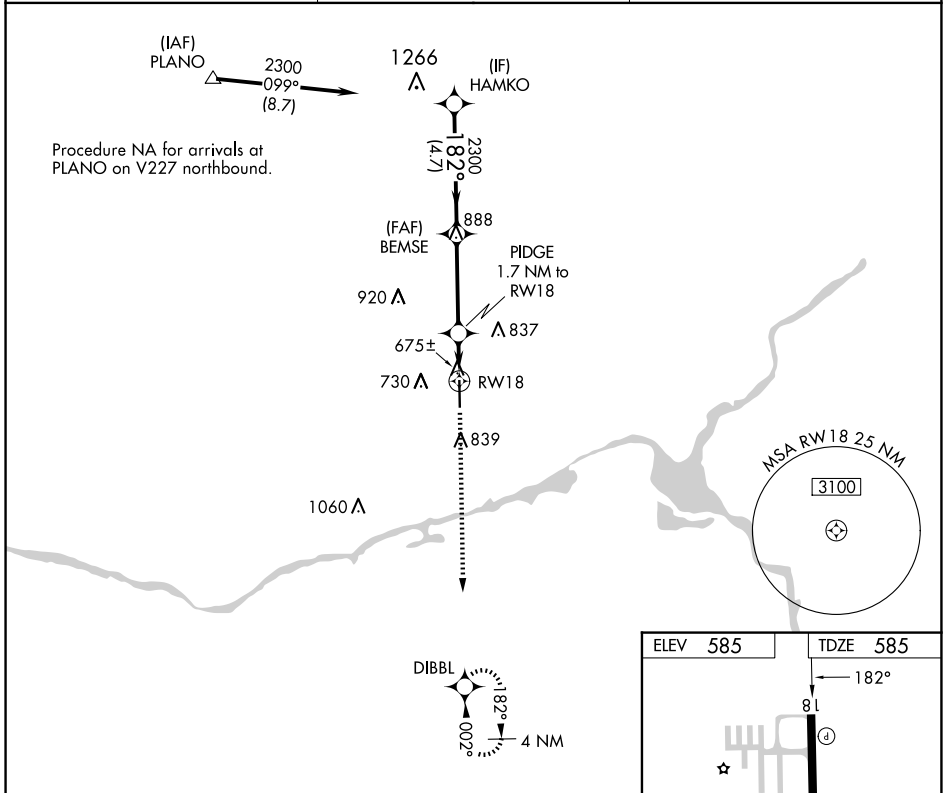 (IAF)
PLANO
2300
099°
(8.7)
1266
(IF)
HAMKO
Procedure NA for arrivals at
PLANO on V227 northbound.
2300
182°
(4.7)
(FAF)
BEMSE
888
PIDGE
1.7 NM to
RW18
920
837
675±
730
RW18
839
MSA RW18 25 NM
3100
1060
DIBBL
182°
002°
4 NM
ELEV 585
TDZE 585
182°
18
P